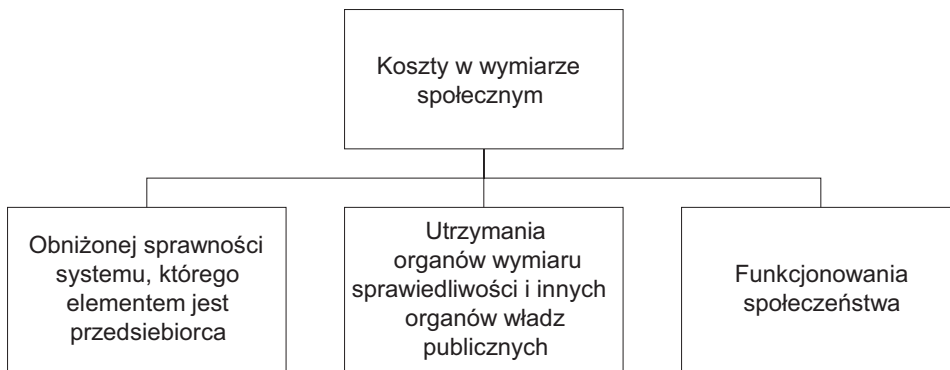 Koszty w wymiarze
społecznym
Obniżonej sprawności
systemu, którego
elementem jest
przedsiebiorca
Utrzymania
organów wymiaru
sprawiedliwości i innych
organów władz
publicznych
Funkcjonowania
społeczeństwa